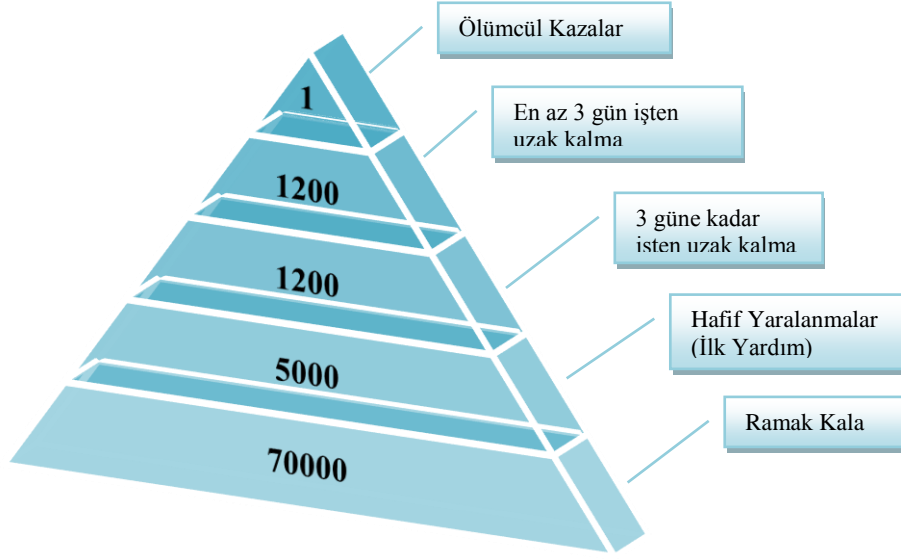 Ölümcül Kazalar
1
En az 3 gün işten
uzak kalma
1200
3 güne kadar
işten uzak kalma
1200
Hafif Yaralanmalar
(İlk Yardım)
5000
Ramak Kala
70000